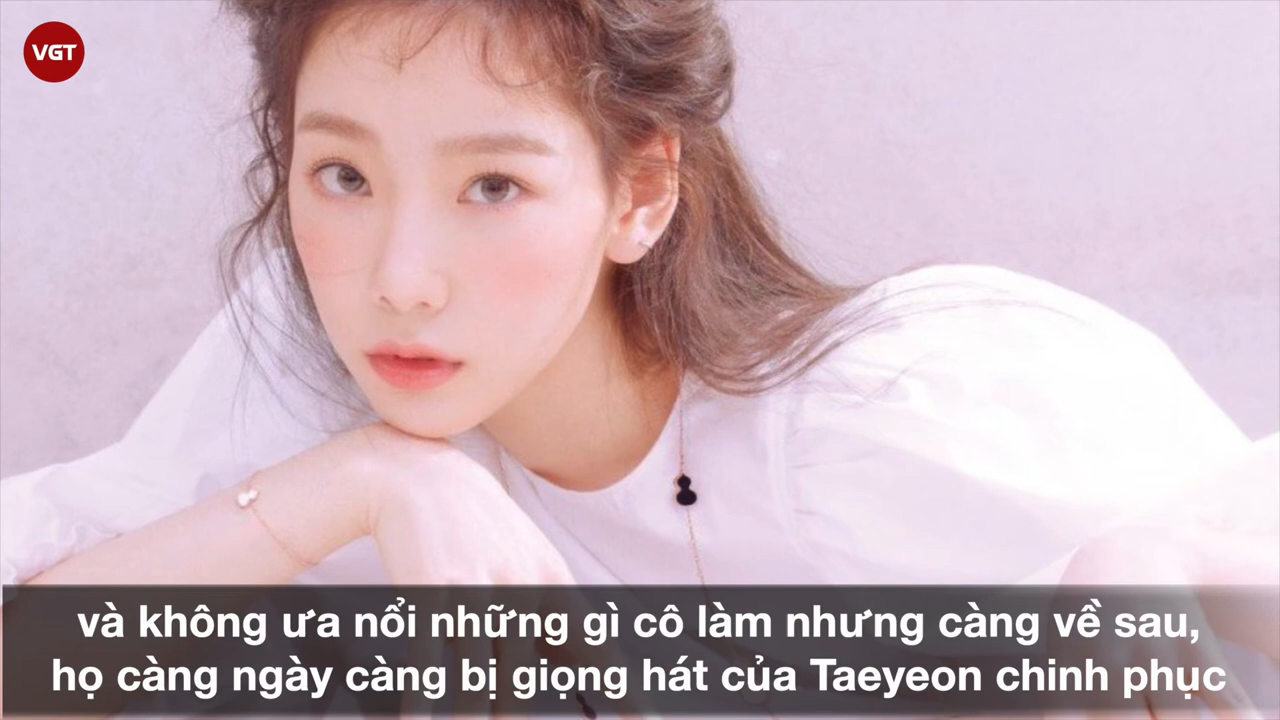 VGT
và không ưa nổi những gì cô làm nhưng càng về sau,
họ càng ngày càng bị giọng hát của Taeyeon chinh phục